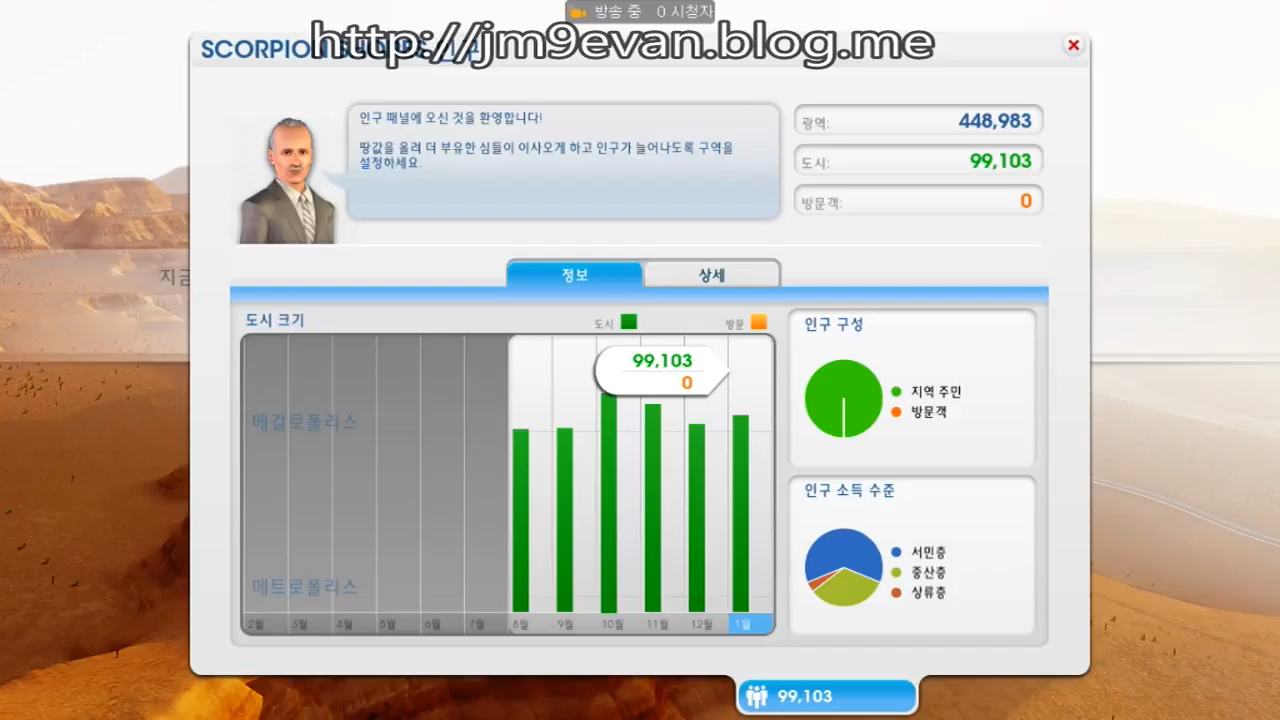 방송 중 0 시청자
http://jm9evan.blog.me
SCORPION
인구 패널에 오신 것을 환영합니다!
땅값을 올려 더 부유한 심들이 이사오게 하고 인구가 늘어나도록 구역을
설정하세요.
광역: 448,983
도시: 99,103
방문객: 0
지금
정보 상세
도시 크기
도시 방문
99,103
0
메갈로폴리스
메트로폴리스
2월 3월 4월 5월 6월 7월 8월 9월 10월 11월 12월 1월
인구 구성
지역 주민
방문객
인구 소득 수준
서민층
중산층
상류층
99,103